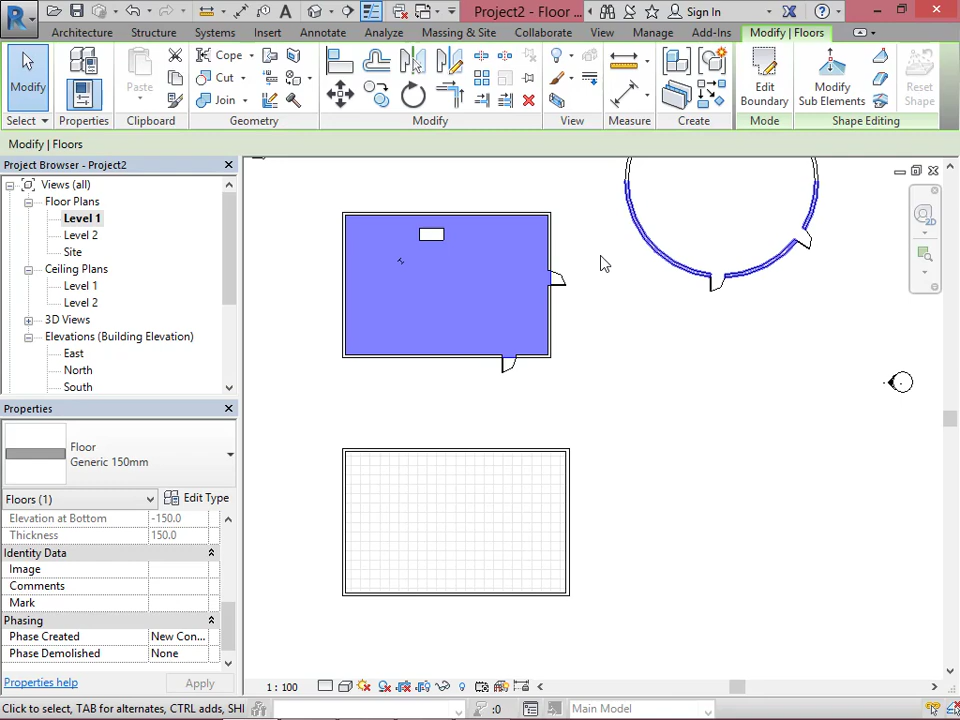 Project2 - Floor ...
Sign In
Architecture Structure Systems Insert Annotate Analyze Massing & Site Collaborate View Manage Add-Ins Modify | Floors
Modify
Select
Properties
Paste
Clipboard
Cope
Cut
Join
Geometry
Modify
View
Measure
Create
Edit
Boundary
Mode
Modify
Sub Elements
Reset
Shape
Shape Editing
Modify | Floors
Project Browser - Project2
Views (all)
Floor Plans
Level 1
Level 2
Site
Ceiling Plans
Level 1
Level 2
3D Views
Elevations (Building Elevation)
East
North
South
Properties
Floor
Generic 150mm
Floors (1)
Edit Type
Elevation at Bottom -150.0
Thickness 150.0
Identity Data
Image
Comments
Mark
Phasing
Phase Created New Con...
Phase Demolished None
Properties help
Apply
2D
1 : 100
Click to select, TAB for alternates, CTRL adds, SHI
:0
Main Model